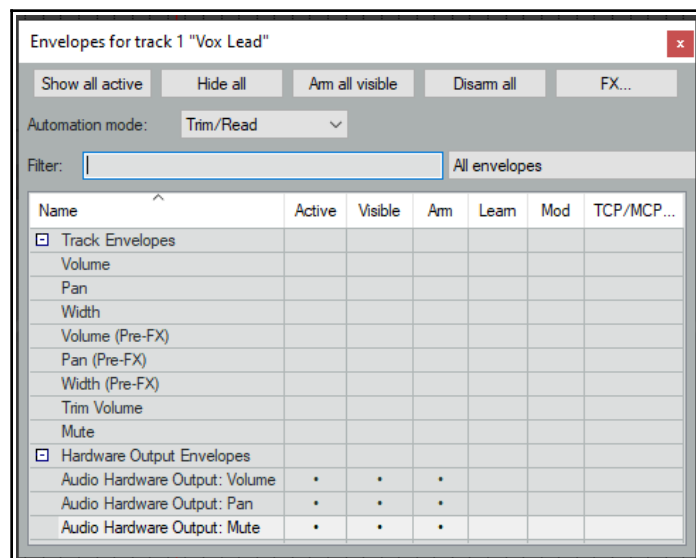 Envelopes for track 1 "Vox Lead"
x
Show all active Hide all Arm all visible Disarm all FX...
Automation mode: Trim/Read
Filter: All envelopes
Name Active Visible Arm Learn Mod TCP/MCP...
Track Envelopes
Volume
Pan
Width
Volume (Pre-FX)
Pan (Pre-FX)
Width (Pre-FX)
Trim Volume
Mute
Hardware Output Envelopes
Audio Hardware Output: Volume • • •
Audio Hardware Output: Pan • • •
Audio Hardware Output: Mute • • •